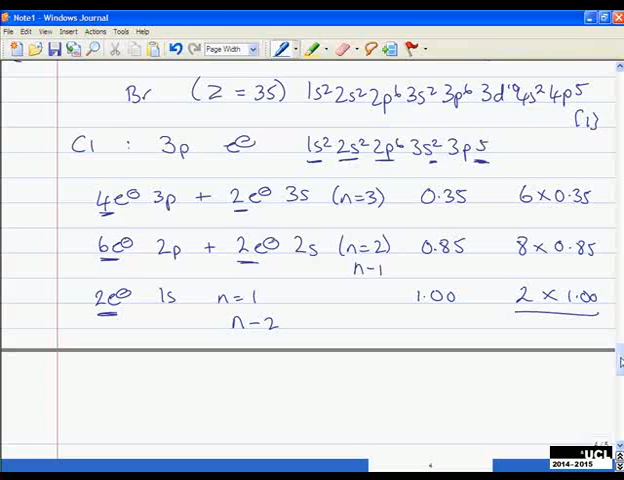 Note1 - Windows Journal
File Edit View Insert Actions Tools Help
Page Width
Br (Z = 35) 1s² 2s² 2p⁶ 3s² 3p⁶ 3d¹⁰ 4s² 4p⁵
[1]
Cl : 3p e⊖ 1s² 2s² 2p⁶ 3s² 3p⁵
4e⊖ 3p + 2e⊖ 3s (n=3) 0.35 6 × 0.35
6e⊖ 2p + 2e⊖ 2s (n=2) 0.85 8 × 0.85
n-1
2e⊖ 1s n=1 1.00 2 × 1.00
n-2
4
UCL
2014-2015